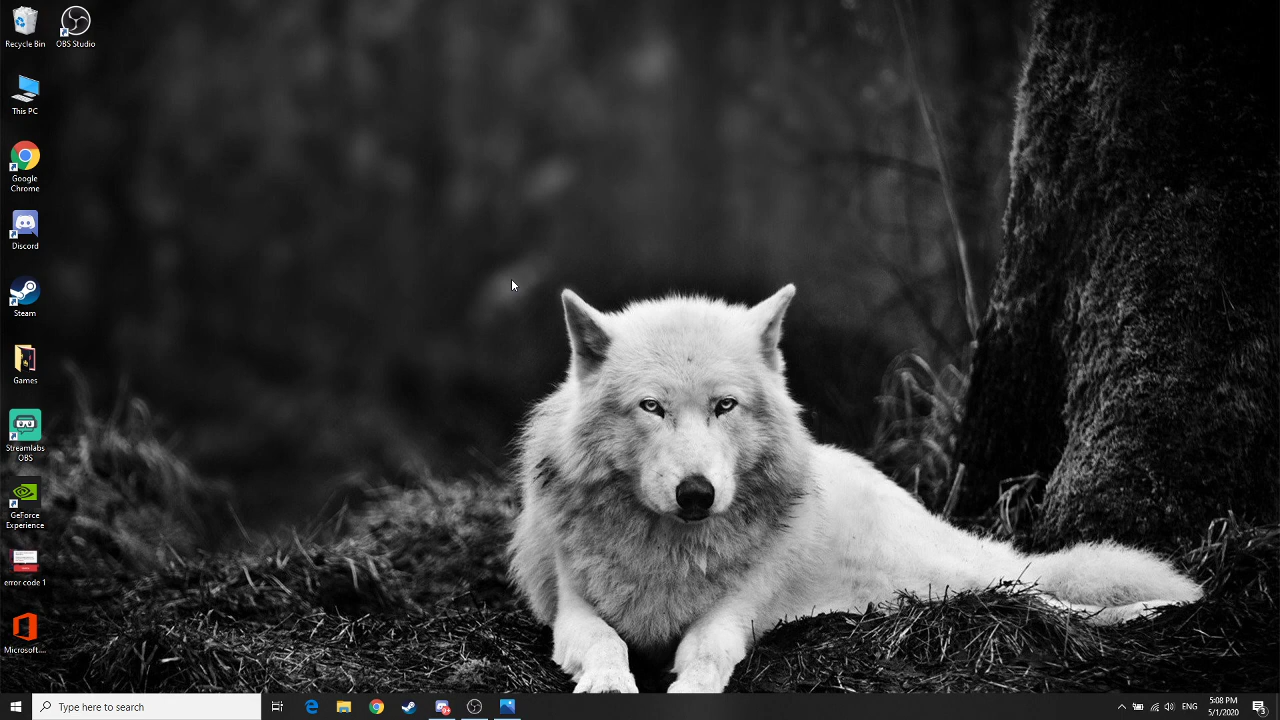 Recycle Bin
OBS Studio
This PC
Google
Chrome
Discord
Steam
Games
Streamlabs
OBS
GeForce
Experience
error code 1
Microsoft...
Type here to search
ENG
5:08 PM
5/1/2020
3